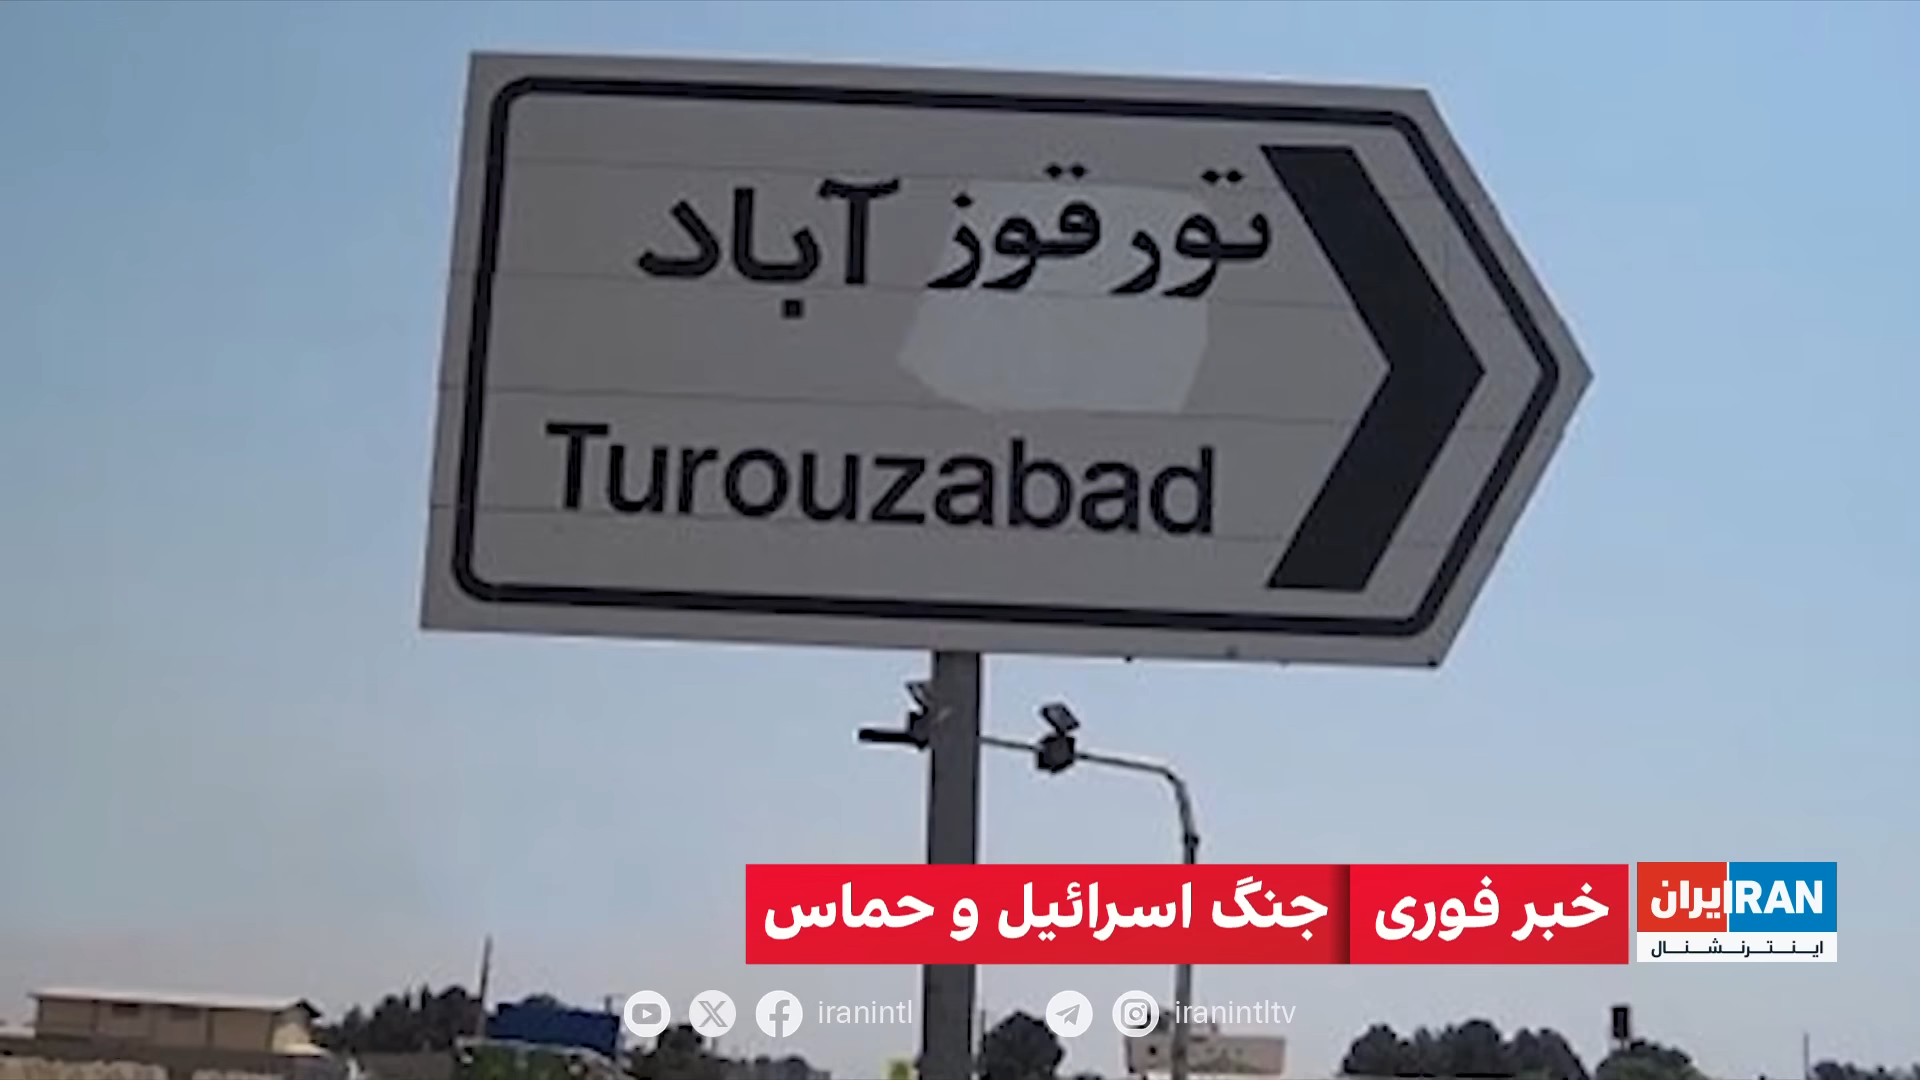 تورقوز آباد
Turouzabad
خبر فوری
جنگ اسرائیل و حماس
ایران IRAN
اینترنشنال
iranintl
iranintltv